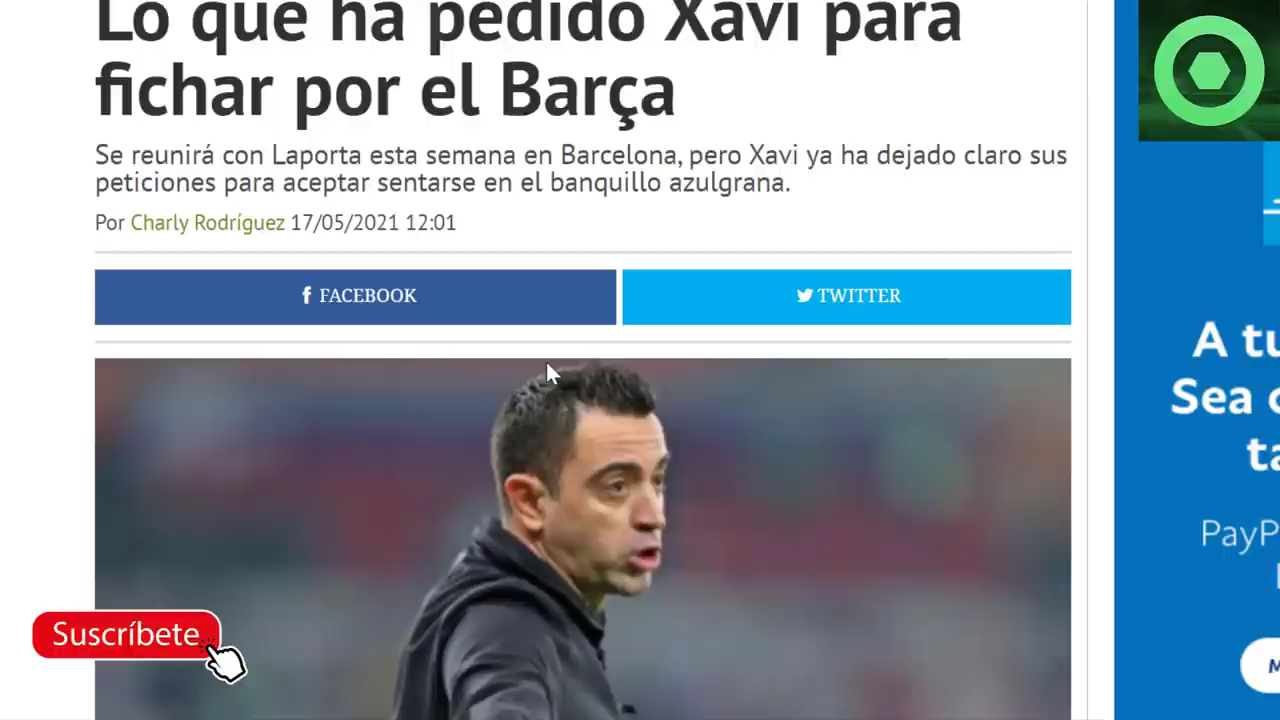 Lo que ha pedido Xavi para
fichar por el Barça
Se reunirá con Laporta esta semana en Barcelona, pero Xavi ya ha dejado claro sus
peticiones para aceptar sentarse en el banquillo azulgrana.
Por Charly Rodríguez 17/05/2021 12:01
FACEBOOK
TWITTER
A tu
Sea
PayP
Suscríbete